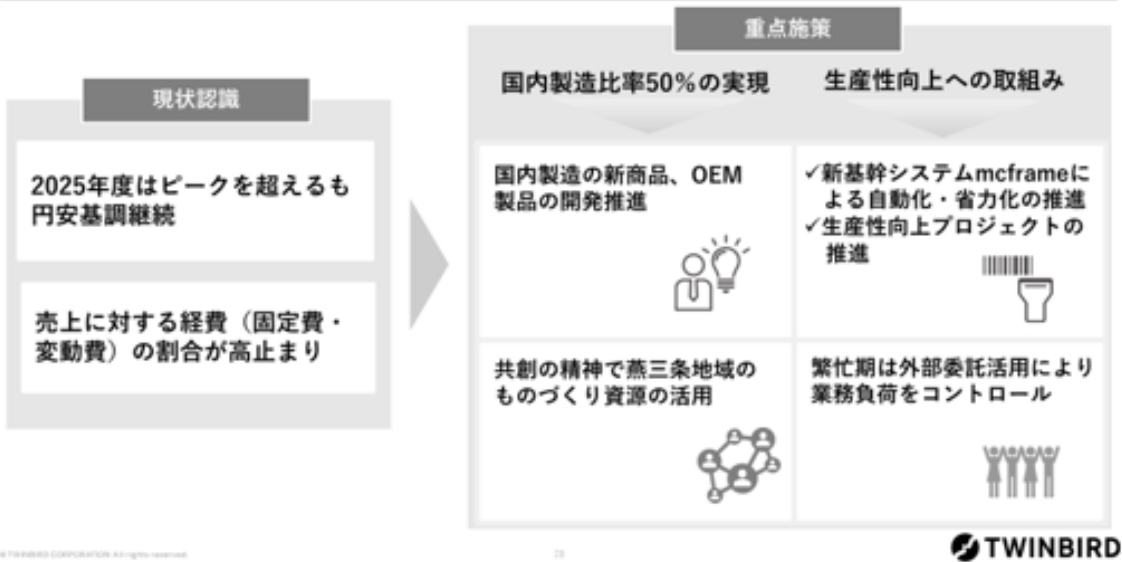 現状認識
2025年度はピークを超えるも
円安基調継続
売上に対する経費（固定費・
変動費）の割合が高止まり
重点施策
国内製造比率50%の実現
国内製造の新商品、OEM
製品の開発推進
共創の精神で燕三条地域の
ものづくり資源の活用
生産性向上への取組み
✓新基幹システムmcframeに
よる自動化・省力化の推進
✓生産性向上プロジェクトの
推進
繁忙期は外部委託活用により
業務負荷をコントロール
© TWINBIRD CORPORATION All rights reserved.
TWINBIRD